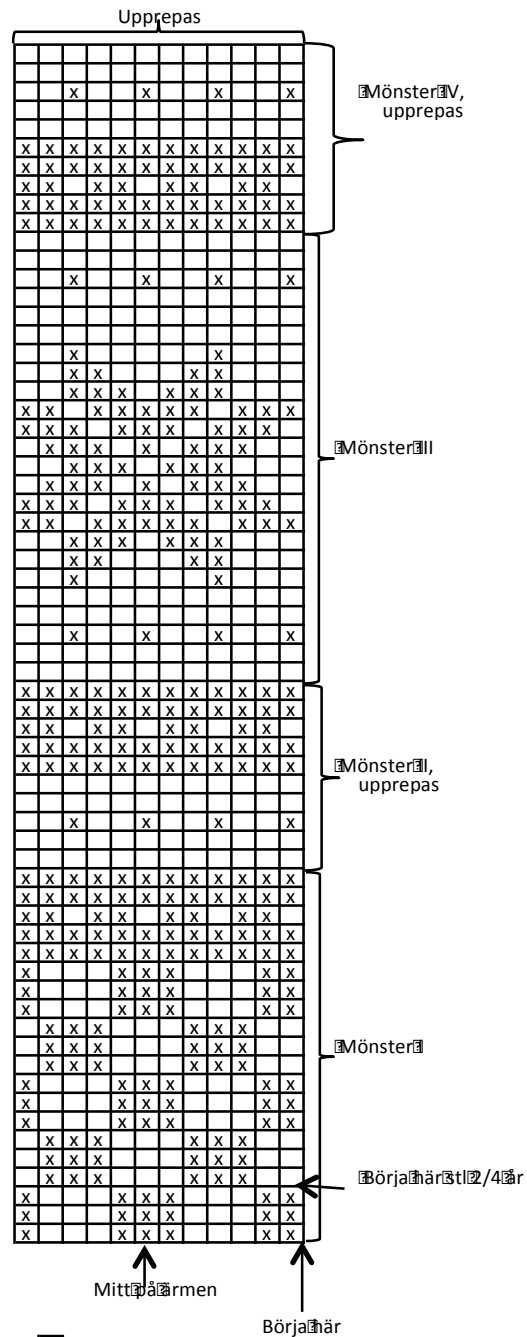 Upprepas
Mönster IV,
upprepas
Mönster III
Mönster II,
upprepas
Mönster I
Börja här stl 2/4 år
Mitt på ärmen
Börja här